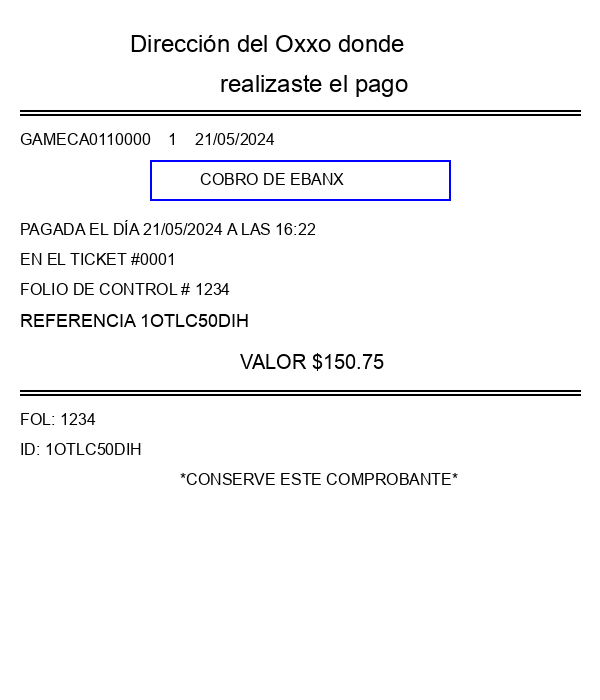 Dirección del Oxxo donde
realizaste el pago
GAMECA0110000 1 21/05/2024
COBRO DE EBANX
PAGADA EL DÍA 21/05/2024 A LAS 16:22
EN EL TICKET #0001
FOLIO DE CONTROL # 1234
REFERENCIA 1OTLC50DIH
VALOR $150.75
FOL: 1234
ID: 1OTLC50DIH
*CONSERVE ESTE COMPROBANTE*